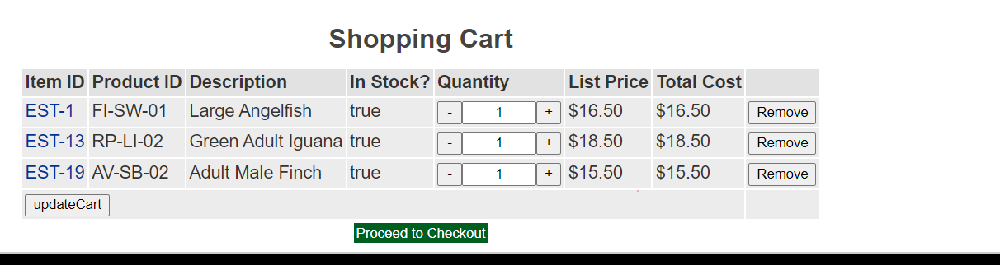 Shopping Cart
Item ID Product ID Description In Stock? Quantity List Price Total Cost
EST-1 FI-SW-01 Large Angelfish true - 1 + $16.50 $16.50 Remove
EST-13 RP-LI-02 Green Adult Iguana true - 1 + $18.50 $18.50 Remove
EST-19 AV-SB-02 Adult Male Finch true - 1 + $15.50 $15.50 Remove
updateCart
Proceed to Checkout